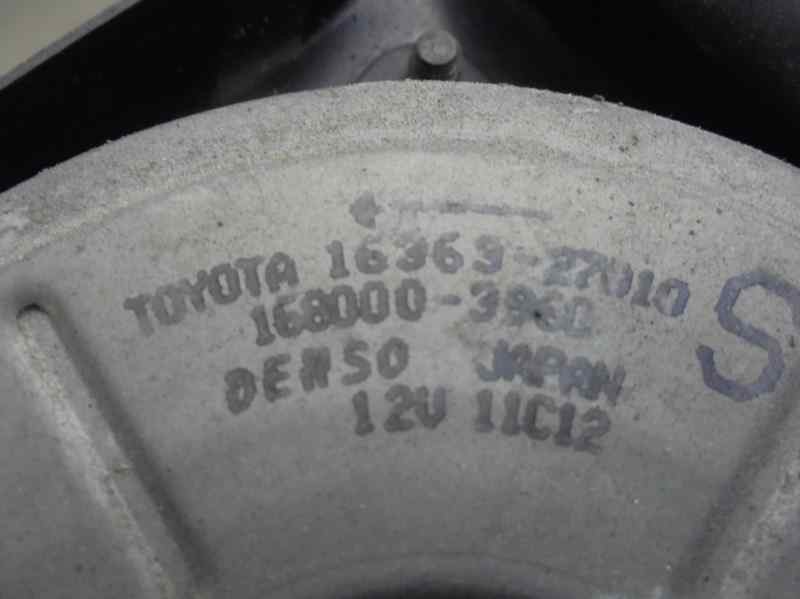 TOYOTA 16363-27010
S
168000-3960
DENSO JAPAN
12V 11C12